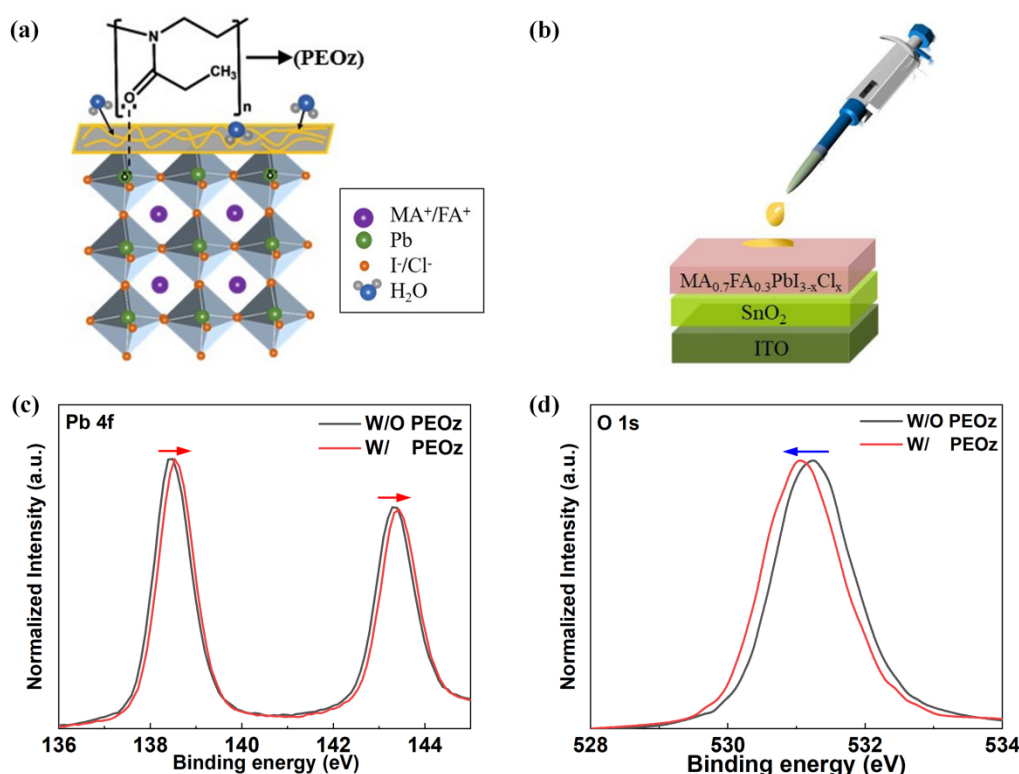 (a)
N
O
CH3
n
(PEOz)
MA⁺/FA⁺
Pb
I⁻/Cl⁻
H₂O
(b)
MA₀.₇FA₀.₃PbI₃₋ₓClₓ
SnO₂
ITO
(c)
Pb 4f
W/O PEOz
W/ PEOz
Normalized Intensity (a.u.)
136 138 140 142 144
Binding energy (eV)
(d)
O 1s
W/O PEOz
W/ PEOz
Normalized Intensity (a.u.)
528 530 532 534
Binding energy (eV)